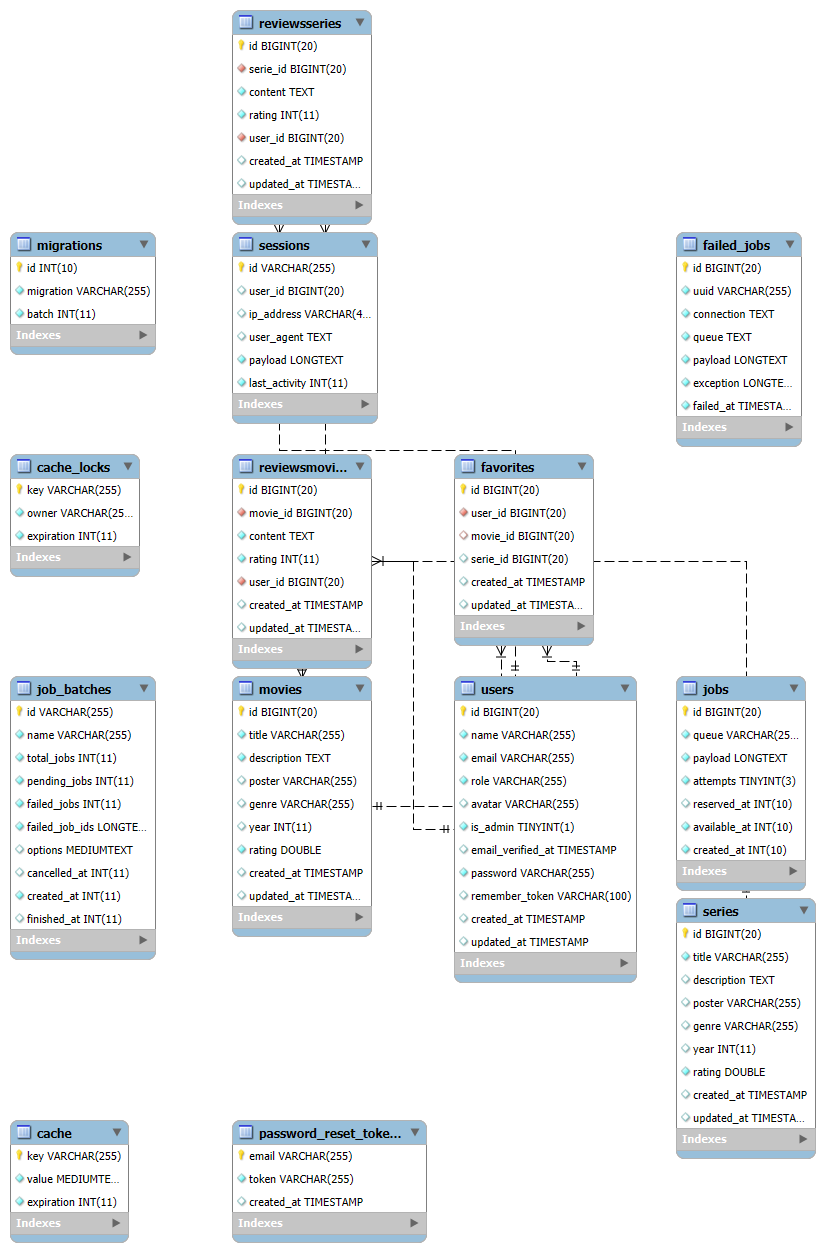 reviewsseries
id BIGINT(20)
serie_id BIGINT(20)
content TEXT
rating INT(11)
user_id BIGINT(20)
created_at TIMESTAMP
updated_at TIMESTA...
Indexes
migrations
id INT(10)
migration VARCHAR(255)
batch INT(11)
Indexes
sessions
id VARCHAR(255)
user_id BIGINT(20)
ip_address VARCHAR(4...
user_agent TEXT
payload LONGTEXT
last_activity INT(11)
Indexes
failed_jobs
id BIGINT(20)
uuid VARCHAR(255)
connection TEXT
queue TEXT
payload LONGTEXT
exception LONGTE...
failed_at TIMESTA...
Indexes
cache_locks
key VARCHAR(255)
owner VARCHAR(25...
expiration INT(11)
Indexes
reviewsmovi...
id BIGINT(20)
movie_id BIGINT(20)
content TEXT
rating INT(11)
user_id BIGINT(20)
created_at TIMESTAMP
updated_at TIMESTA...
Indexes
favorites
id BIGINT(20)
user_id BIGINT(20)
movie_id BIGINT(20)
serie_id BIGINT(20)
created_at TIMESTAMP
updated_at TIMESTA...
Indexes
job_batches
id VARCHAR(255)
name VARCHAR(255)
total_jobs INT(11)
pending_jobs INT(11)
failed_jobs INT(11)
failed_job_ids LONGTE...
options MEDIUMTEXT
cancelled_at INT(11)
created_at INT(11)
finished_at INT(11)
Indexes
movies
id BIGINT(20)
title VARCHAR(255)
description TEXT
poster VARCHAR(255)
genre VARCHAR(255)
year INT(11)
rating DOUBLE
created_at TIMESTAMP
updated_at TIMESTA...
Indexes
users
id BIGINT(20)
name VARCHAR(255)
email VARCHAR(255)
role VARCHAR(255)
avatar VARCHAR(255)
is_admin TINYINT(1)
email_verified_at TIMESTAMP
password VARCHAR(255)
remember_token VARCHAR(100)
created_at TIMESTAMP
updated_at TIMESTAMP
Indexes
jobs
id BIGINT(20)
queue VARCHAR(25...
payload LONGTEXT
attempts TINYINT(3)
reserved_at INT(10)
available_at INT(10)
created_at INT(10)
Indexes
series
id BIGINT(20)
title VARCHAR(255)
description TEXT
poster VARCHAR(255)
genre VARCHAR(255)
year INT(11)
rating DOUBLE
created_at TIMESTAMP
updated_at TIMESTA...
Indexes
cache
key VARCHAR(255)
value MEDIUMTE...
expiration INT(11)
Indexes
password_reset_toke...
email VARCHAR(255)
token VARCHAR(255)
created_at TIMESTAMP
Indexes